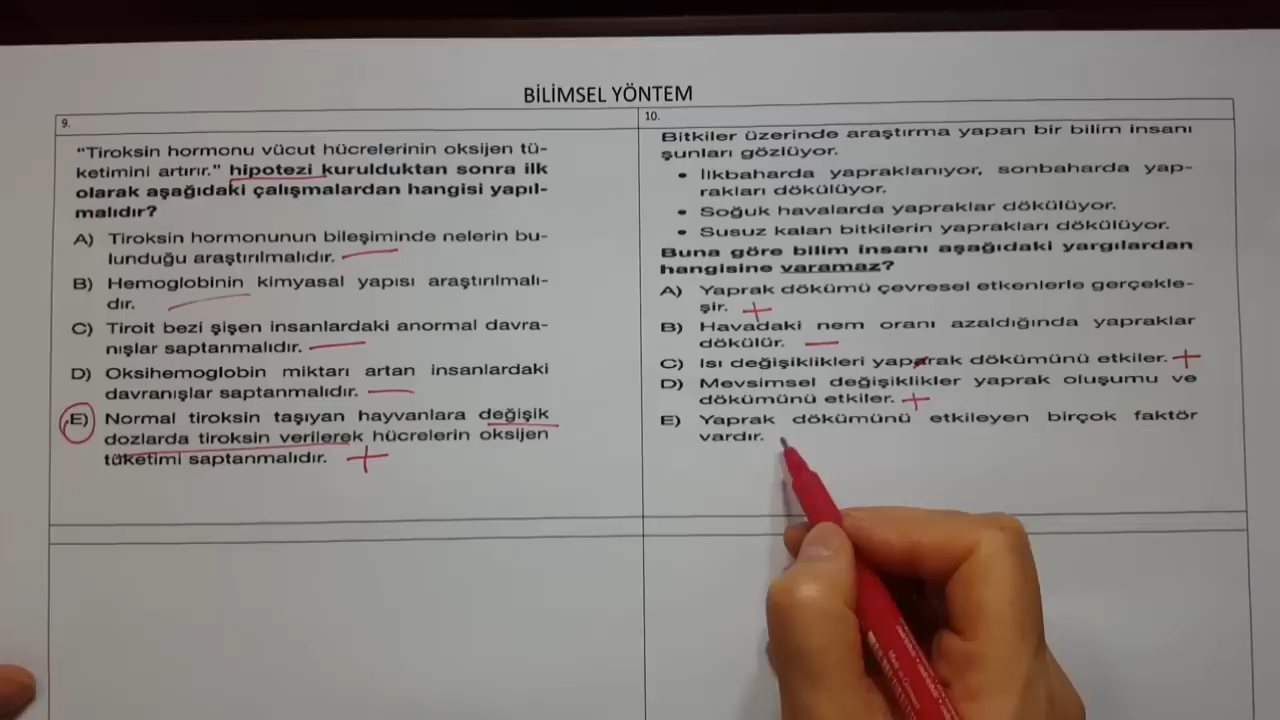 BİLİMSEL YÖNTEM
9.
"Tiroksin hormonu vücut hücrelerinin oksijen tü-
ketimini artırır." hipotezi kurulduktan sonra ilk
olarak aşağıdaki çalışmalardan hangisi yapıl-
malıdır?
A) Tiroksin hormonunun bileşiminde nelerin bu-
lunduğu araştırılmalıdır.
B) Hemoglobinin kimyasal yapısı araştırılmalı-
dır.
C) Tiroit bezi şişen insanlardaki anormal davra-
nışlar saptanmalıdır.
D) Oksihemoglobin miktarı artan insanlardaki
davranışlar saptanmalıdır.
E) Normal tiroksin taşıyan hayvanlara değişik
dozlarda tiroksin verilerek hücrelerin oksijen
tüketimi saptanmalıdır.
10.
Bitkiler üzerinde araştırma yapan bir bilim insanı
şunları gözlüyor.
• İlkbaharda yapraklanıyor, sonbaharda yap-
rakları dökülüyor.
• Soğuk havalarda yapraklar dökülüyor.
• Susuz kalan bitkilerin yaprakları dökülüyor.
Buna göre bilim insanı aşağıdaki yargılardan
hangisine varamaz?
A) Yaprak dökümü çevresel etkenlerle gerçekle-
şir.
B) Havadaki nem oranı azaldığında yapraklar
dökülür.
C) Isı değişiklikleri yaprak dökümünü etkiler.
D) Mevsimsel değişiklikler yaprak oluşumu ve
dökümünü etkiler.
E) Yaprak dökümünü etkileyen birçok faktör
vardır.